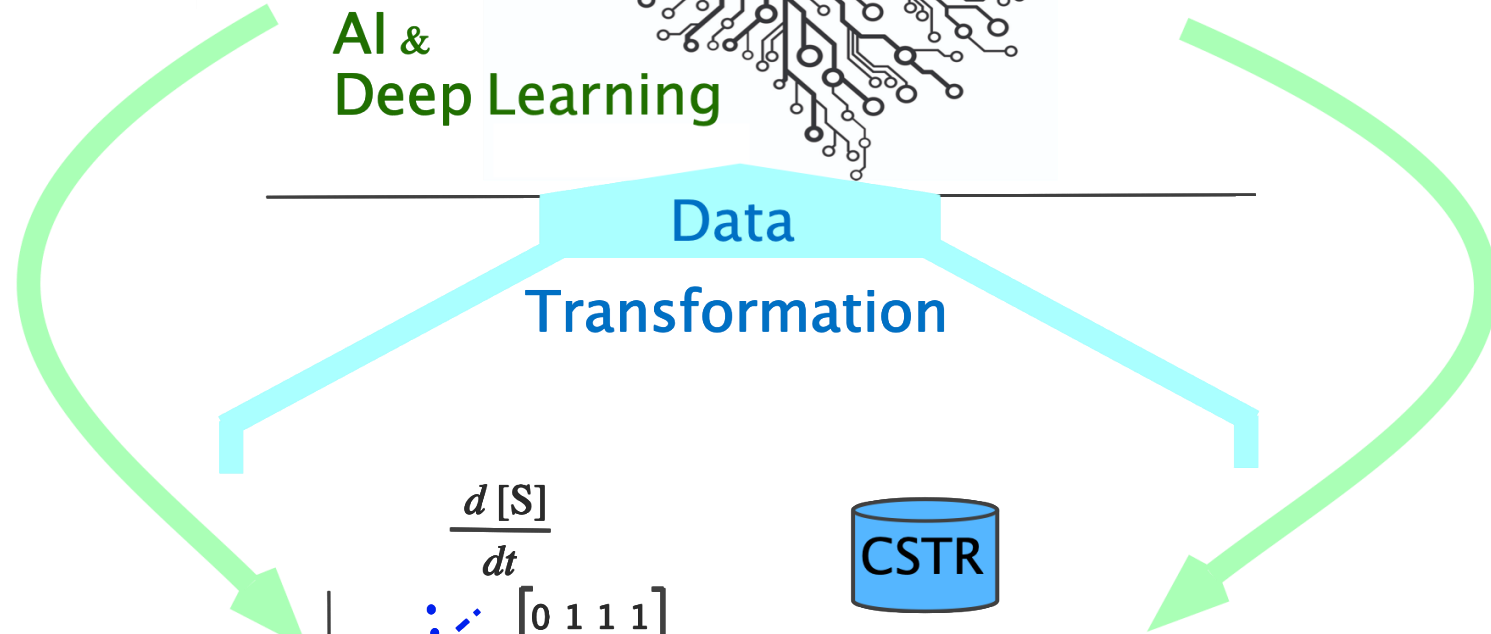 AI &
Deep Learning
Data
Transformation
d [S]
dt
CSTR
0 1 1 1